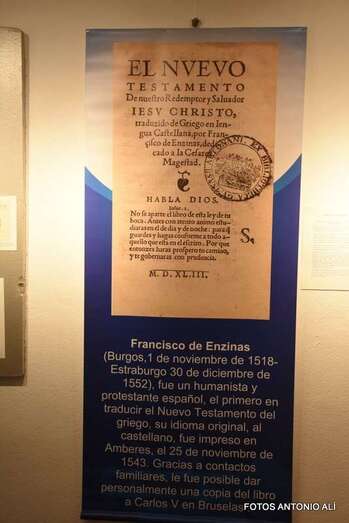 EL NVEVO
TESTAMENTO
De nuestro Redemptor y Saluador
IESV CHRISTO,
traduzido de Griego en len-
gua Castellana, por Fran-
çisco de Enzinas, dedi-
cado a la Cesarea
Magestad.
HABLA DIOS.
No se aparte el libro de esta ley de tu
boca. Antes con atento animo estu-
diaras en el de dia y de noche: para q
guardes y hagas conforme a todo a-
quello que esta en el escrito. Por que
entonzes haras prospero tu camino,
y te gobernaras con prudencia.
S.
M. D. XLIII.
Francisco de Enzinas
(Burgos,1 de noviembre de 1518-
Estraburgo 30 de diciembre de
1552), fue un humanista y
protestante español, el primero en
traducir el Nuevo Testamento del
griego, su idioma original, al
castellano, fue impreso en
Amberes, el 25 de noviembre de
1543. Gracias a contactos
familiares, le fue posible dar
personalmente una copia del libro
a Carlos V en Bruselas
FOTOS ANTONIO ALÍ